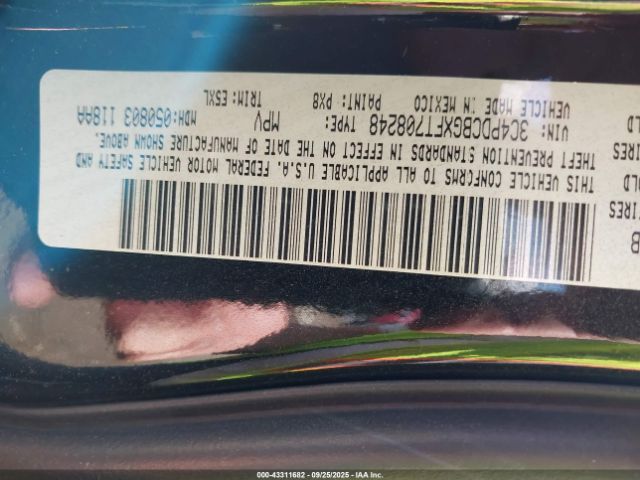 THIS VEHICLE CONFORMS TO ALL APPLICABLE U.S.A. FEDERAL MOTOR VEHICLE SAFETY AND
THEFT PREVENTION STANDARDS IN EFFECT ON THE DATE OF MANUFACTURE SHOWN ABOVE.
VIN: 3C4PDCBGXFT708248 TYPE: MPV MDH:050803 118AA
VEHICLE MADE IN MEXICO PAINT: PX8 TRIM: E5XL
000-43311682 | 09/25/2025 | IAA Inc.